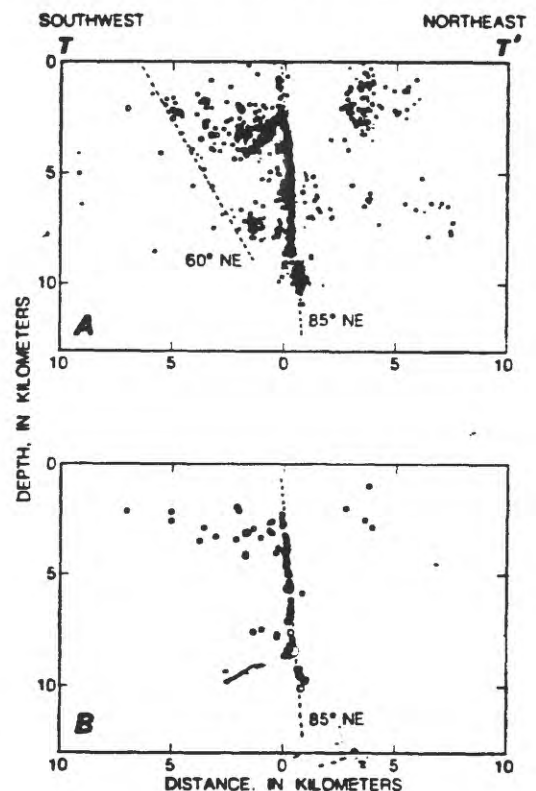 SOUTHWEST NORTHEAST
T T'
0
5
10
60° NE
85° NE
A
10 5 0 5 10
DEPTH, IN KILOMETERS
0
5
10
85° NE
B
10 5 0 5 10
DISTANCE, IN KILOMETERS